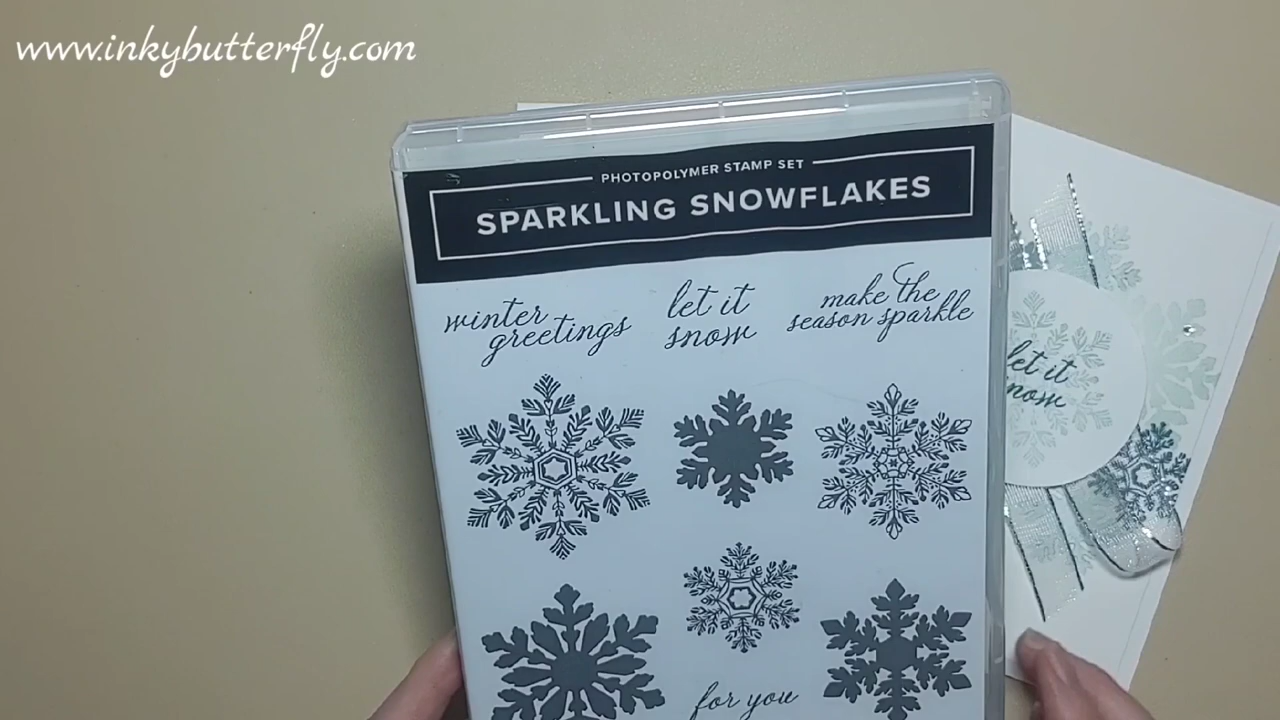 www.inkybutterfly.com
PHOTOPOLYMER STAMP SET
SPARKLING SNOWFLAKES
winter
greetings
let it
snow
make the
season sparkle
let it
snow
for you